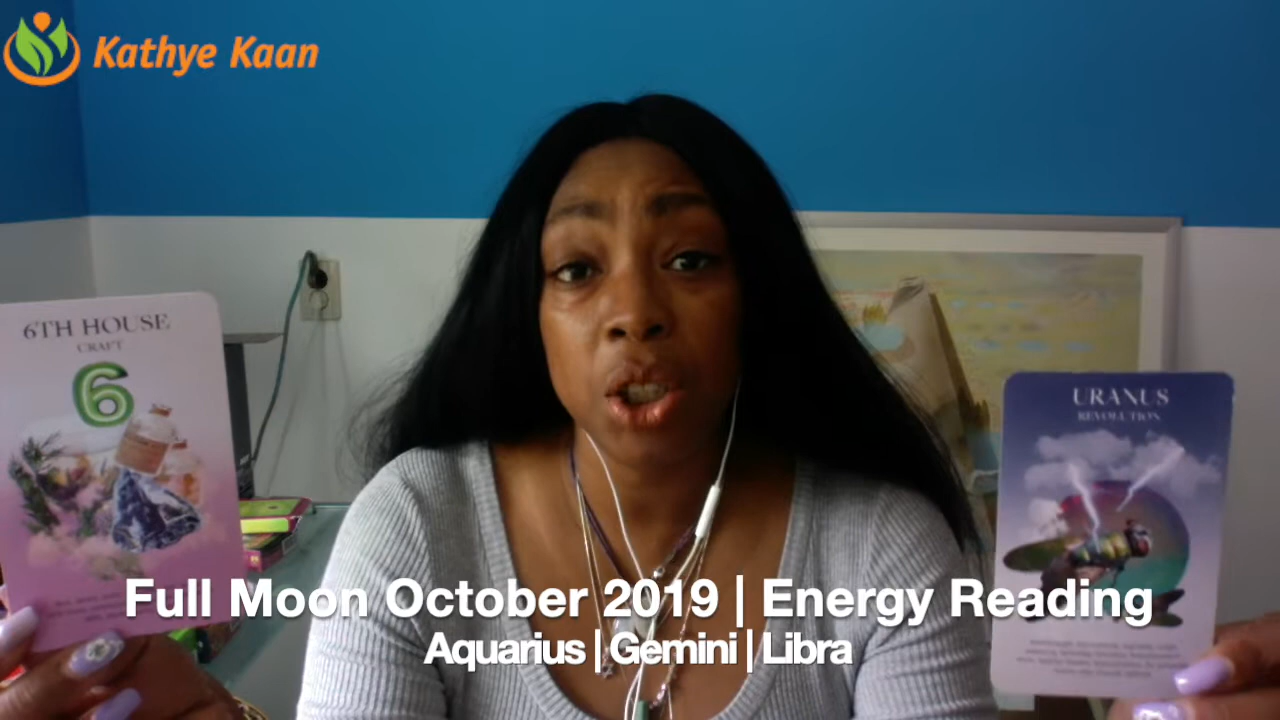 Kathye Kaan
6TH HOUSE
CRAFT
6
URANUS
REVOLUTION
Full Moon October 2019 | Energy Reading
Aquarius | Gemini | Libra